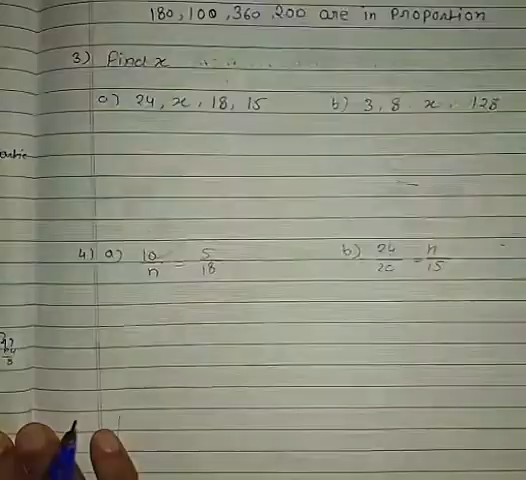 180, 100, 360, 200 are in proportion
3) Find x
a) 24, x, 18, 15 b) 3, 8 x, 128
4) a) 10/n = 5/18 b) 24/20 = n/15